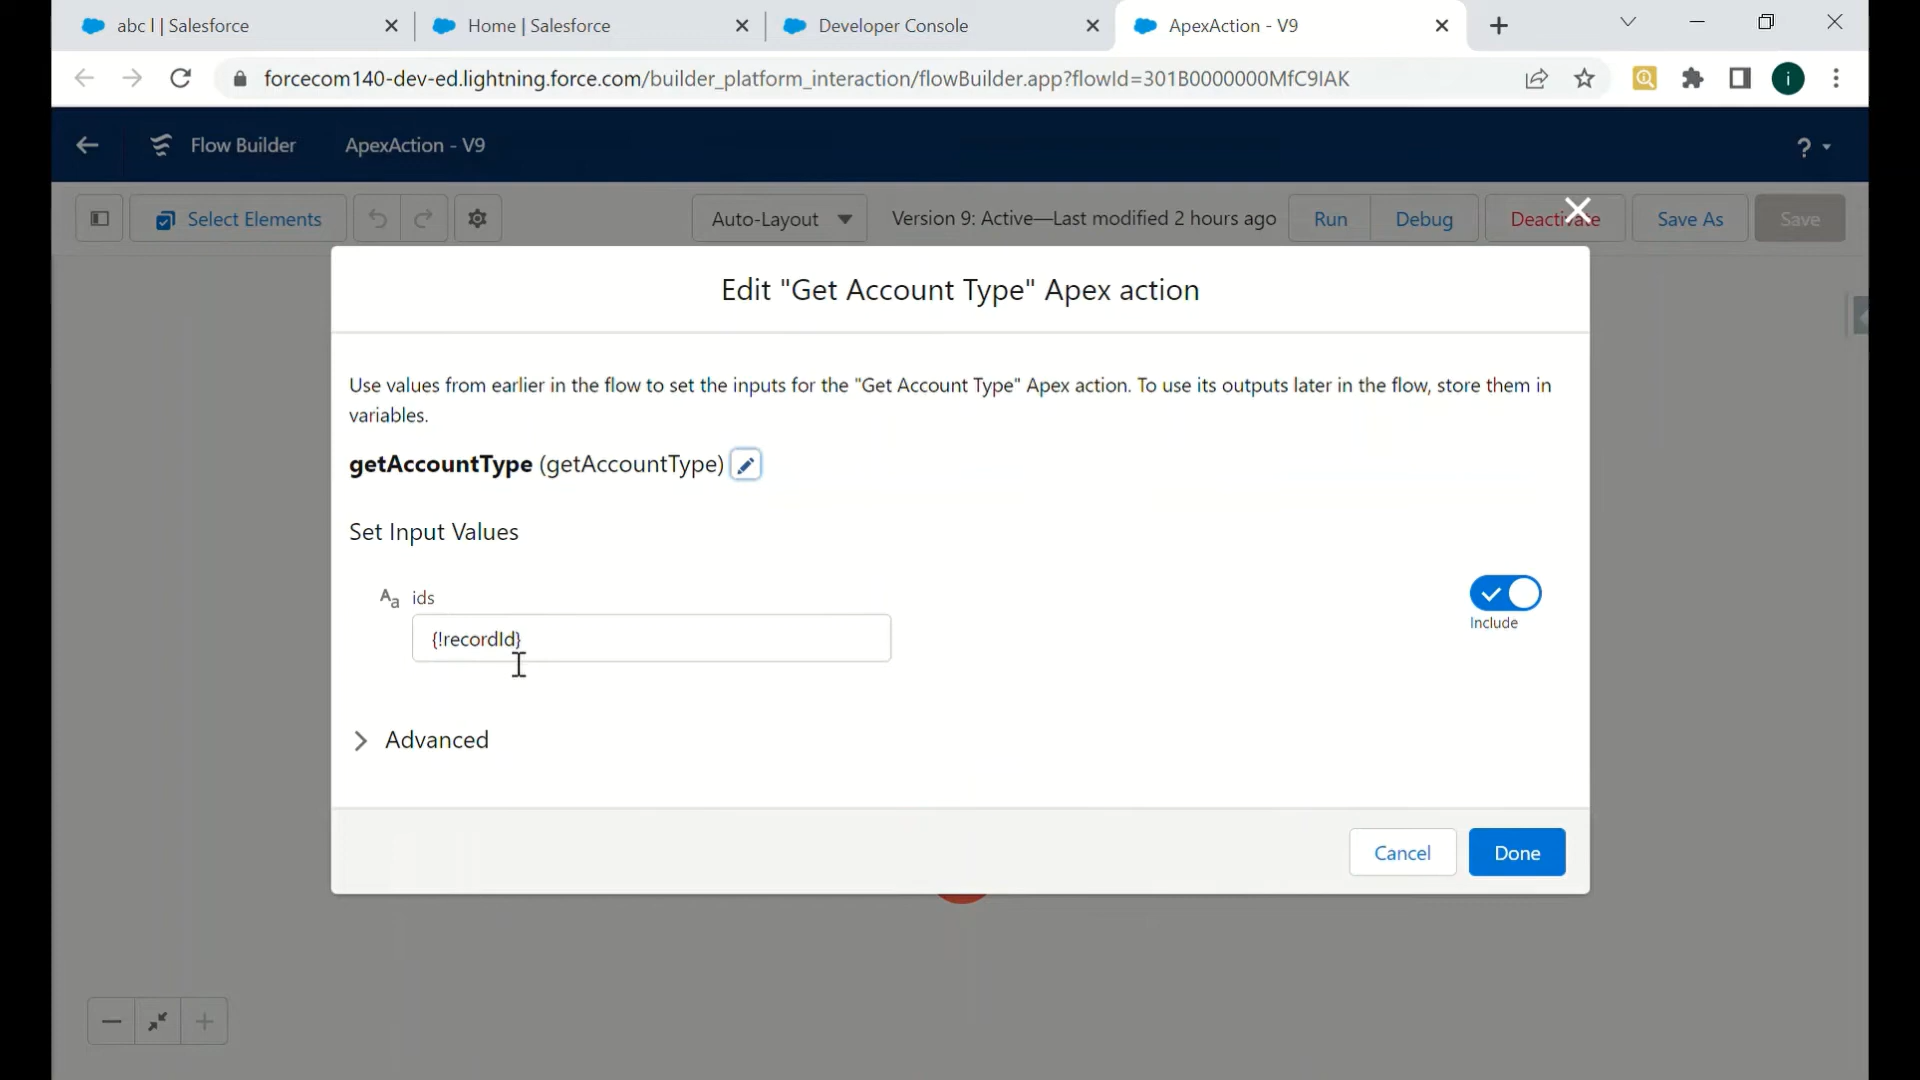 abc l | Salesforce
Home | Salesforce
Developer Console
ApexAction - V9
forcecom140-dev-ed.lightning.force.com/builder_platform_interaction/flowBuilder.app?flowId=301B0000000MfC9IAK
i
Flow Builder
ApexAction - V9
?
Select Elements
Auto-Layout
Version 9: Active—Last modified 2 hours ago
Run
Debug
Deactivate
Save As
Save
Edit "Get Account Type" Apex action
Use values from earlier in the flow to set the inputs for the "Get Account Type" Apex action. To use its outputs later in the flow, store them in
variables.
getAccountType (getAccountType)
Set Input Values
Aa ids
{!recordId}
Include
Advanced
Cancel
Done